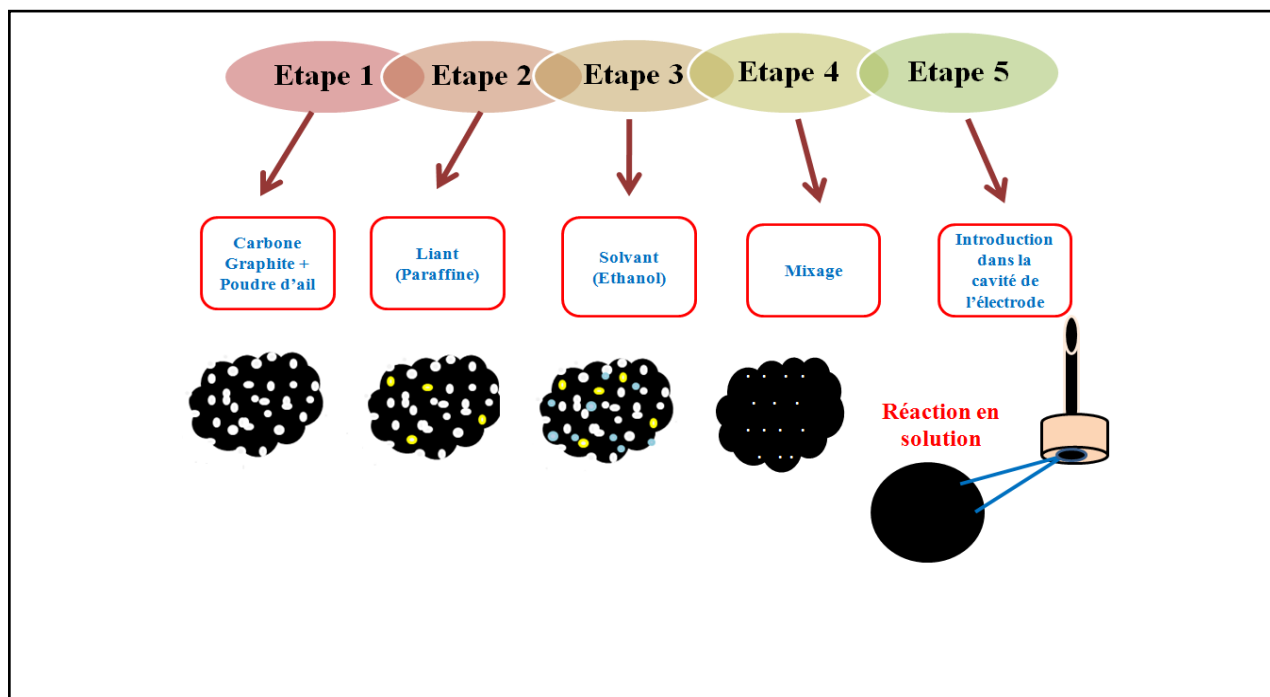 Etape 1
Etape 2
Etape 3
Etape 4
Etape 5
Carbone
Graphite +
Poudre d'ail
Liant
(Paraffine)
Solvant
(Ethanol)
Mixage
Introduction
dans la
cavité de
l'électrode
Réaction en
solution